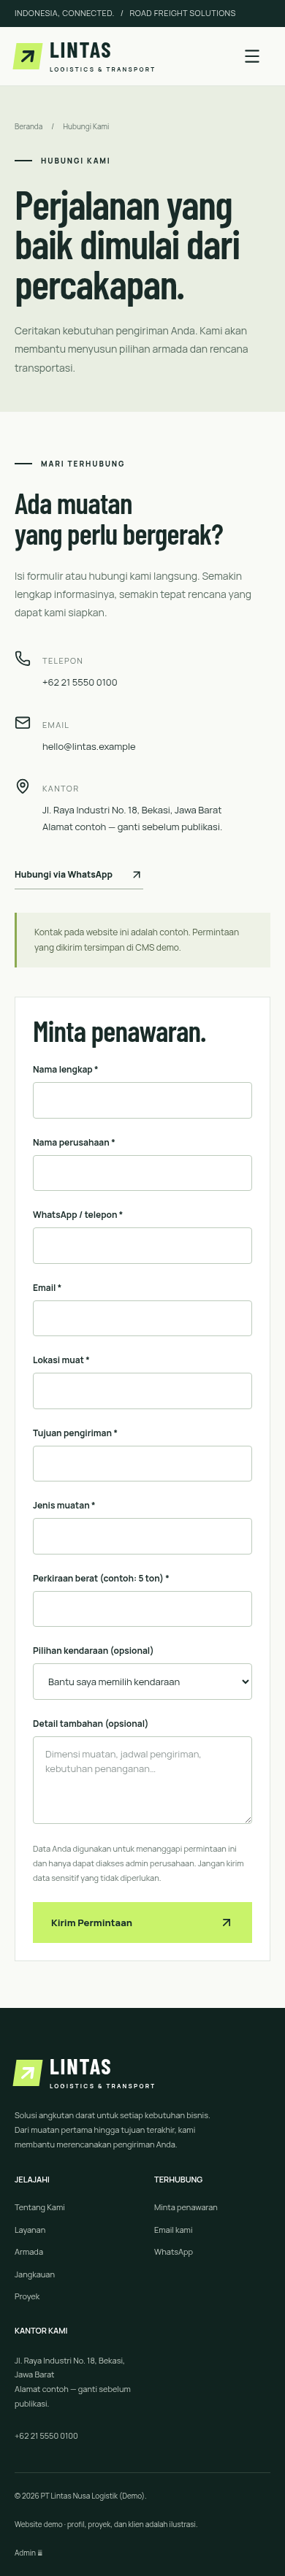 INDONESIA, CONNECTED. / ROAD FREIGHT SOLUTIONS
LINTAS
LOGISTICS & TRANSPORT
Beranda / Hubungi Kami
HUBUNGI KAMI
Perjalanan yang
baik dimulai dari
percakapan.
Ceritakan kebutuhan pengiriman Anda. Kami akan
membantu menyusun pilihan armada dan rencana
transportasi.
MARI TERHUBUNG
Ada muatan
yang perlu bergerak?
Isi formulir atau hubungi kami langsung. Semakin
lengkap informasinya, semakin tepat rencana yang
dapat kami siapkan.
TELEPON
+62 21 5550 0100
EMAIL
hello@lintas.example
KANTOR
Jl. Raya Industri No. 18, Bekasi, Jawa Barat
Alamat contoh — ganti sebelum publikasi.
Hubungi via WhatsApp
Kontak pada website ini adalah contoh. Permintaan
yang dikirim tersimpan di CMS demo.
Minta penawaran.
Nama lengkap *
Nama perusahaan *
WhatsApp / telepon *
Email *
Lokasi muat *
Tujuan pengiriman *
Jenis muatan *
Perkiraan berat (contoh: 5 ton) *
Pilihan kendaraan (opsional)
Bantu saya memilih kendaraan
Detail tambahan (opsional)
Dimensi muatan, jadwal pengiriman,
kebutuhan penanganan...
Data Anda digunakan untuk menanggapi permintaan ini
dan hanya dapat diakses admin perusahaan. Jangan kirim
data sensitif yang tidak diperlukan.
Kirim Permintaan
LINTAS
LOGISTICS & TRANSPORT
Solusi angkutan darat untuk setiap kebutuhan bisnis.
Dari muatan pertama hingga tujuan terakhir, kami
membantu merencanakan pengiriman Anda.
JELAJAHI
Tentang Kami
Layanan
Armada
Jangkauan
Proyek
TERHUBUNG
Minta penawaran
Email kami
WhatsApp
KANTOR KAMI
Jl. Raya Industri No. 18, Bekasi,
Jawa Barat
Alamat contoh — ganti sebelum
publikasi.
+62 21 5550 0100
© 2026 PT Lintas Nusa Logistik (Demo).
Website demo · profil, proyek, dan klien adalah ilustrasi.
Admin